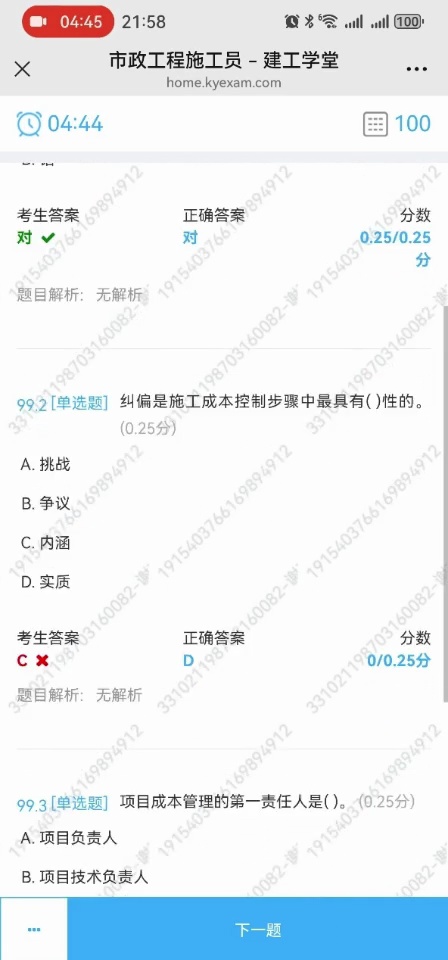 04:45 21:58 100
市政工程施工员 - 建工学堂
home.kyexam.com
04:44 100
考生答案 正确答案 分数
对 对 0.25/0.25
分
题目解析: 无解析
99.2 [单选题] 纠偏是施工成本控制步骤中最具有( )性的。
(0.25分)
A. 挑战
B. 争议
C. 内涵
D. 实质
考生答案 正确答案 分数
C D 0/0.25分
题目解析: 无解析
99.3 [单选题] 项目成本管理的第一责任人是( )。 (0.25分)
A. 项目负责人
B. 项目技术负责人
下一题